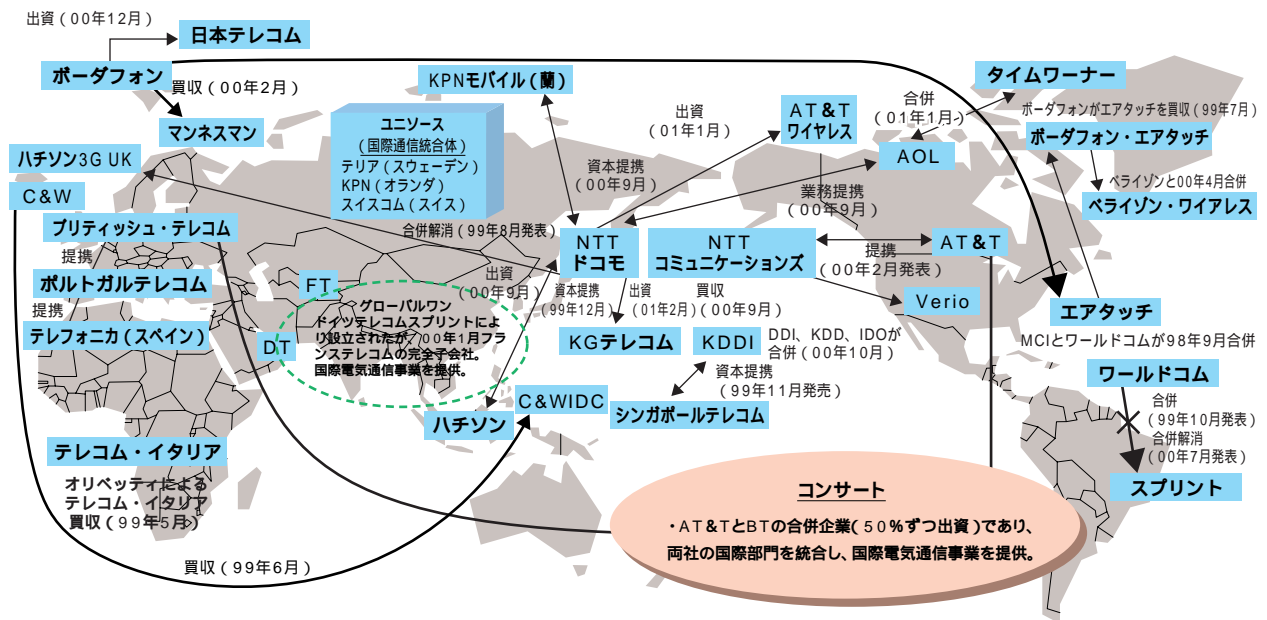 出資(00年12月)
日本テレコム
ボーダフォン
買収(00年2月)
マンネスマン
KPNモバイル(蘭)
ユニソース
(国際通信統合体)
テリア(スウェーデン)
KPN(オランダ)
スイスコム(スイス)
合併解消(99年8月発表)
ハチソン3G UK
C&W
ブリティッシュ・テレコム
提携
ポルトガルテレコム
提携
テレフォニカ(スペイン)
FT
DT
グローバルワン
ドイツテレコムスプリントによ
り設立されたが、00年1月フラ
ンステレコムの完全子会社。
国際電気通信事業を提供。
テレコム・イタリア
オリベッティによる
テレコム・イタリア
買収(99年5月)
買収(99年6月)
出資
(01年1月)
AT&T
ワイヤレス
資本提携
(00年9月)
合併
(01年1月)
AOL
タイムワーナー
ボーダフォンがエアタッチを買収(99年7月)
ボーダフォン・エアタッチ
ベライゾンと00年4月合併
ベライゾン・ワイアレス
業務提携
(00年9月)
NTT
ドコモ
NTT
コミュニケーションズ
提携
(00年2月発表)
AT&T
Verio
出資
(00年9月)
資本提携
(99年12月)
出資
(01年2月)
買収
(00年9月)
KGテレコム
KDDI
DDI、KDD、IDOが
合併(00年10月)
資本提携
(99年11月発売)
シンガポールテレコム
C&WIDC
ハチソン
エアタッチ
MCIとワールドコムが98年9月合併
ワールドコム
合併
(99年10月発表)
合併解消
(00年7月発表)
スプリント
コンサート
・AT&TとBTの合併企業(50%ずつ出資)であり、
両社の国際部門を統合し、国際電気通信事業を提供。